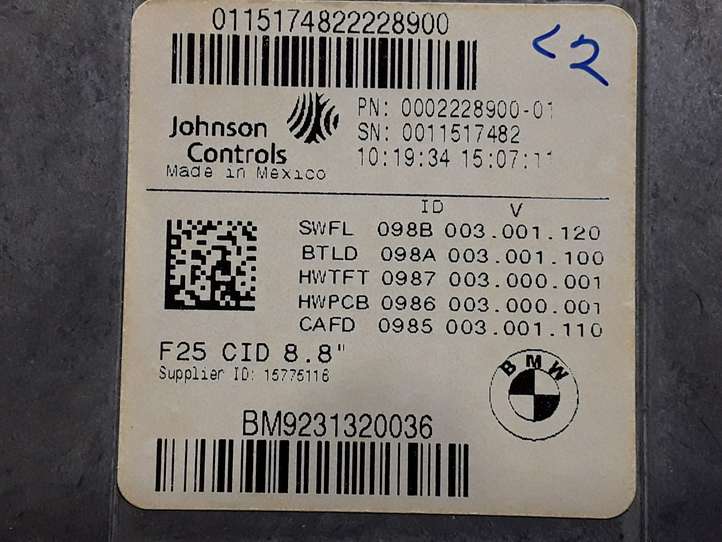 0115174822228900
<2
PN: 0002228900-01
SN: 0011517482
10:19:34 15:07:11
Johnson
Controls
Made in Mexico
ID V
SWFL 098B 003.001.120
BTLD 098A 003.001.100
HWTFT 0987 003.000.001
HWPCB 0986 003.000.001
CAFD 0985 003.001.110
F25 CID 8.8"
Supplier ID: 15775116
BMW
BM9231320036